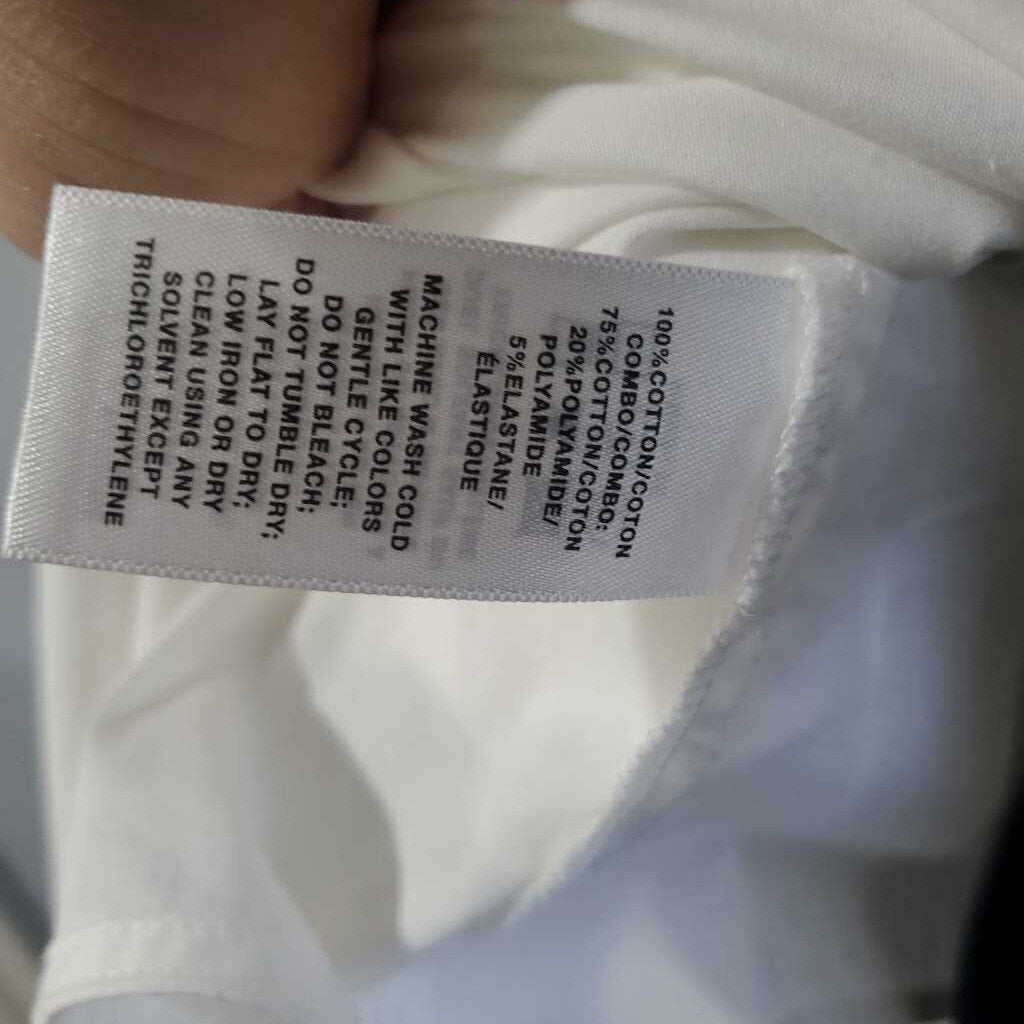 100%COTTON/COTON
COMBO/COMBO:
75%COTTON/COTON
20%POLYAMIDE/
POLYAMIDE
5%ELASTANE/
ÉLASTIQUE
MACHINE WASH COLD
WITH LIKE COLORS
GENTLE CYCLE;
DO NOT BLEACH;
DO NOT TUMBLE DRY;
LAY FLAT TO DRY;
LOW IRON OR DRY
CLEAN USING ANY
SOLVENT EXCEPT
TRICHLOROETHYLENE